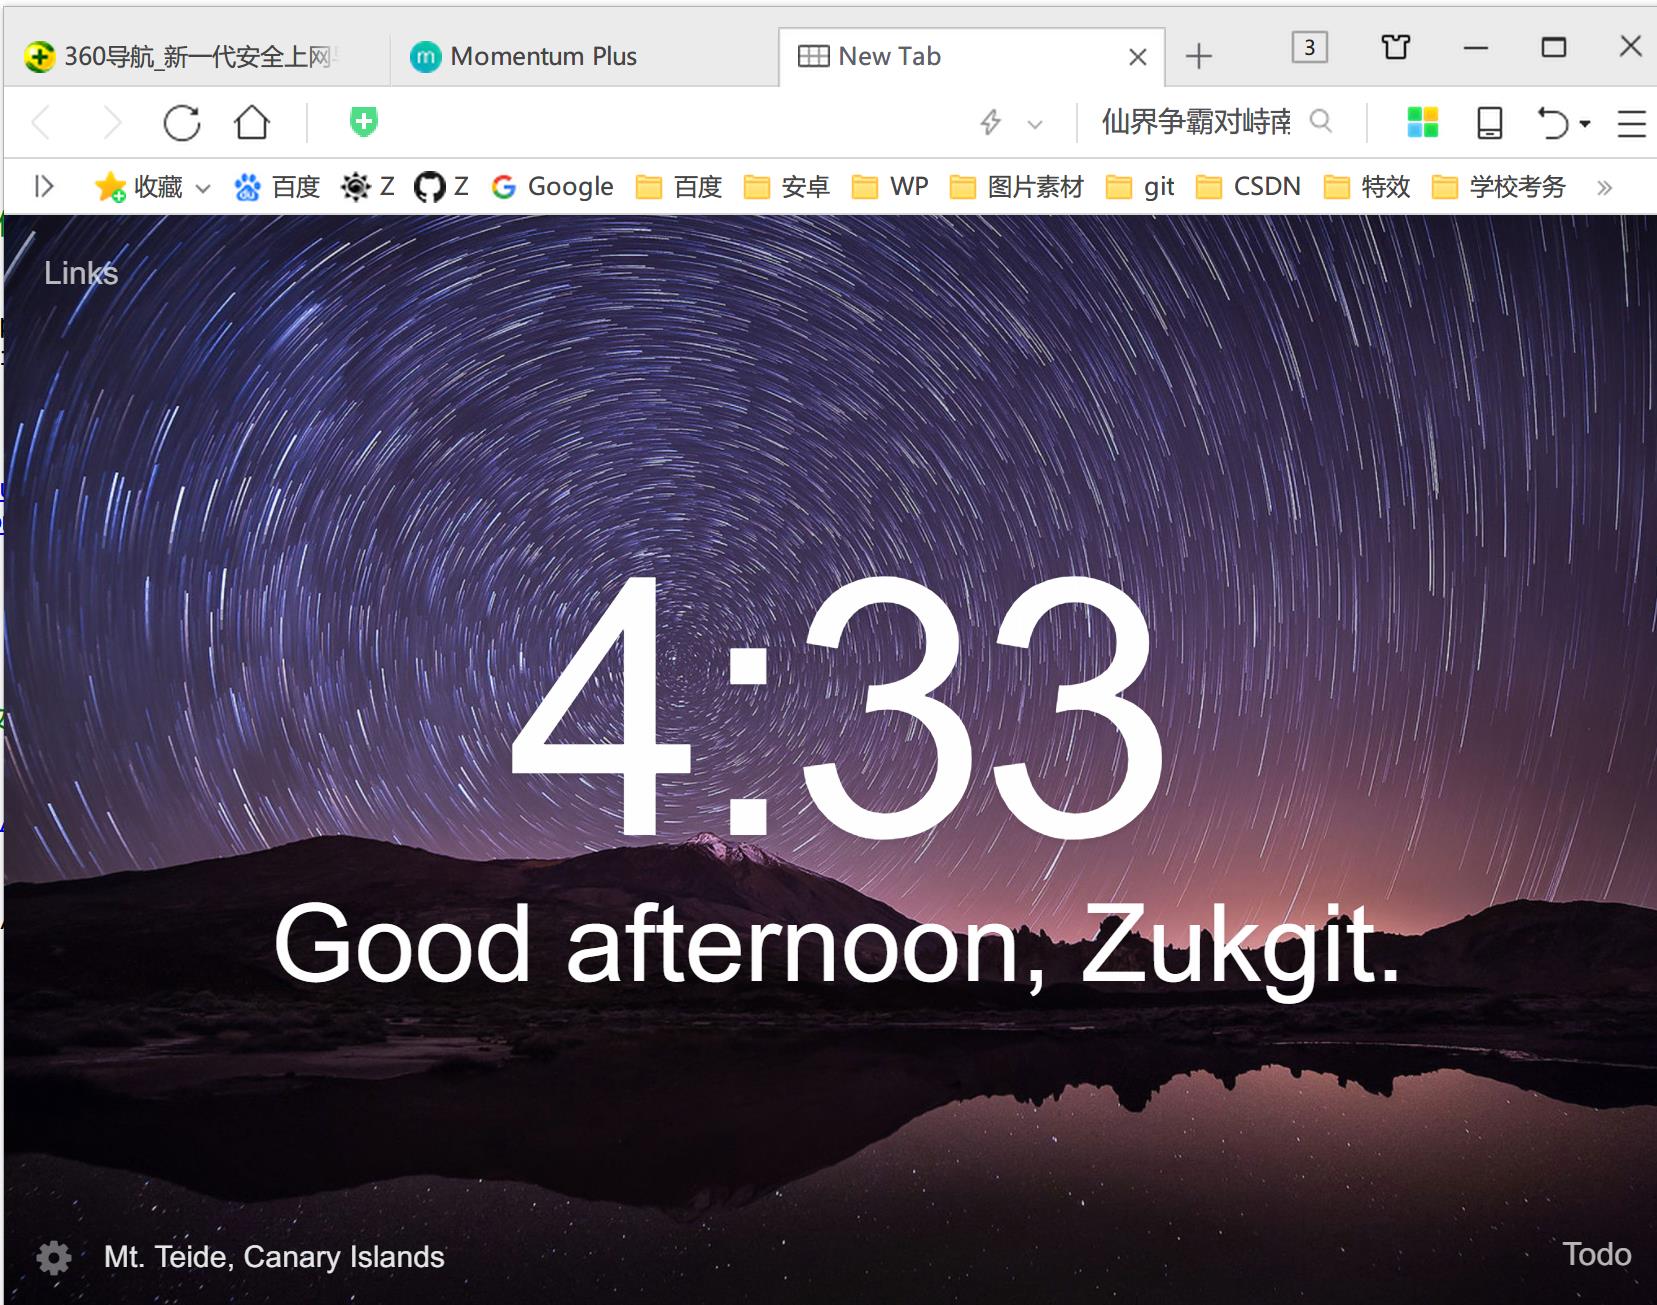 360导航_新一代安全上网导
m Momentum Plus
New Tab
3
仙界争霸对峙南
收藏 百度 Z Z Google 百度 安卓 WP 图片素材 git CSDN 特效 学校考务 »
Links
4:33
Good afternoon, Zukgit.
Mt. Teide, Canary Islands
Todo